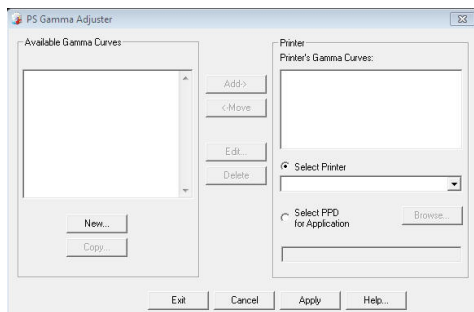 PS Gamma Adjuster
Available Gamma Curves
Add->
<-Move
Edit...
Delete
New...
Copy...
Printer
Printer's Gamma Curves:
Select Printer
Select PPD
for Application
Browse...
Exit
Cancel
Apply
Help...